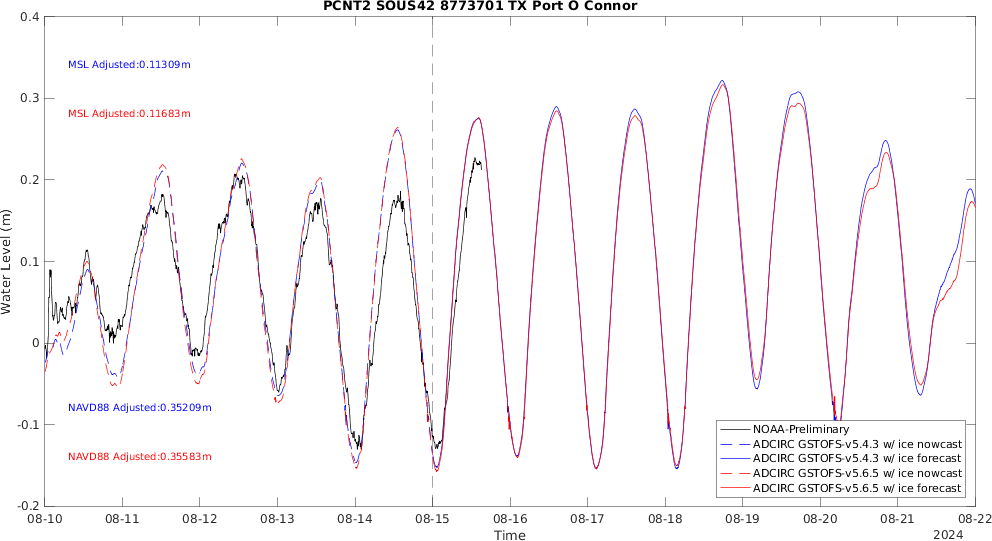 PCNT2 SOUS42 8773701 TX Port O Connor
0.4
0.3
0.2
0.1
0
-0.1
-0.2
Water Level (m)
MSL Adjusted:0.11309m
MSL Adjusted:0.11683m
NAVD88 Adjusted:0.35209m
NAVD88 Adjusted:0.35583m
NOAA-Preliminary
ADCIRC GSTOFS-v5.4.3 w/ ice nowcast
ADCIRC GSTOFS-v5.4.3 w/ ice forecast
ADCIRC GSTOFS-v5.6.5 w/ ice nowcast
ADCIRC GSTOFS-v5.6.5 w/ ice forecast
08-10 08-11 08-12 08-13 08-14 08-15 08-16 08-17 08-18 08-19 08-20 08-21 08-22
Time
2024